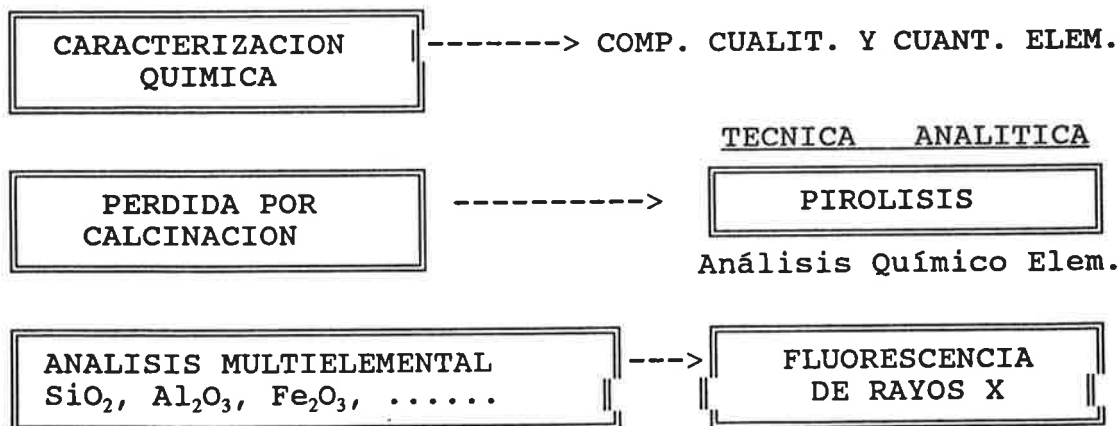 CARACTERIZACION -------> COMP. CUALIT. Y CUANT. ELEM.
QUIMICA
TECNICA ANALITICA
PERDIDA POR ----------> PIROLISIS
CALCINACION
Análisis Químico Elem.
ANALISIS MULTIELEMENTAL ---> FLUORESCENCIA
SiO₂, Al₂O₃, Fe₂O₃, ...... DE RAYOS X